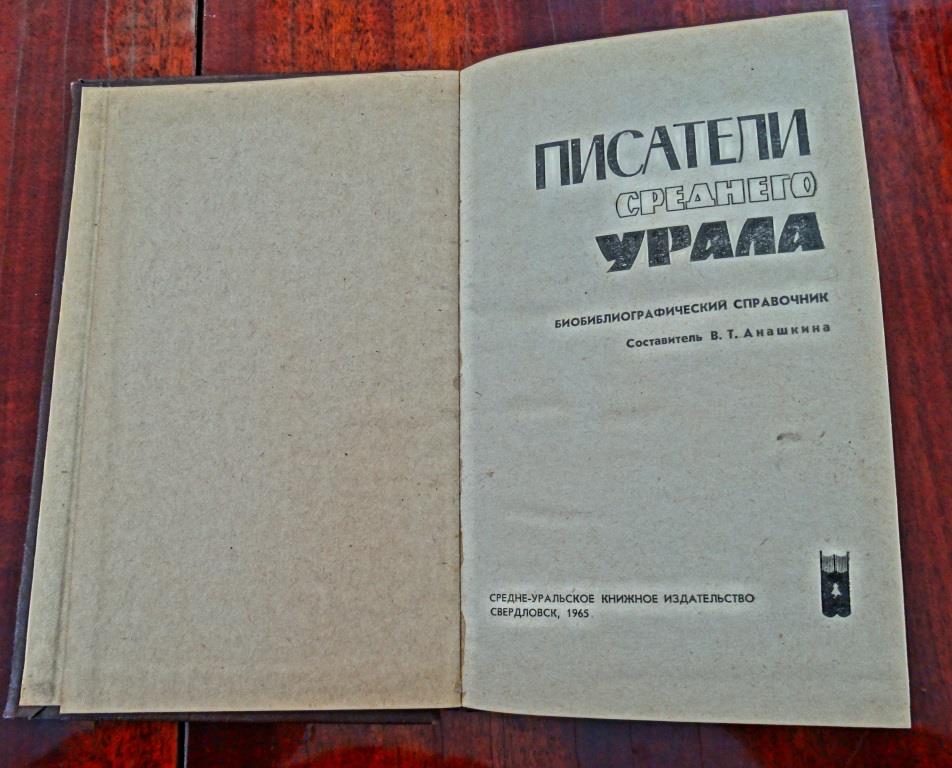 ПИСАТЕЛИ
СРЕДНЕГО
УРАЛА
БИОБИБЛИОГРАФИЧЕСКИЙ СПРАВОЧНИК
Составитель В. Т. Анашкина
СРЕДНЕ-УРАЛЬСКОЕ КНИЖНОЕ ИЗДАТЕЛЬСТВО
СВЕРДЛОВСК, 1965